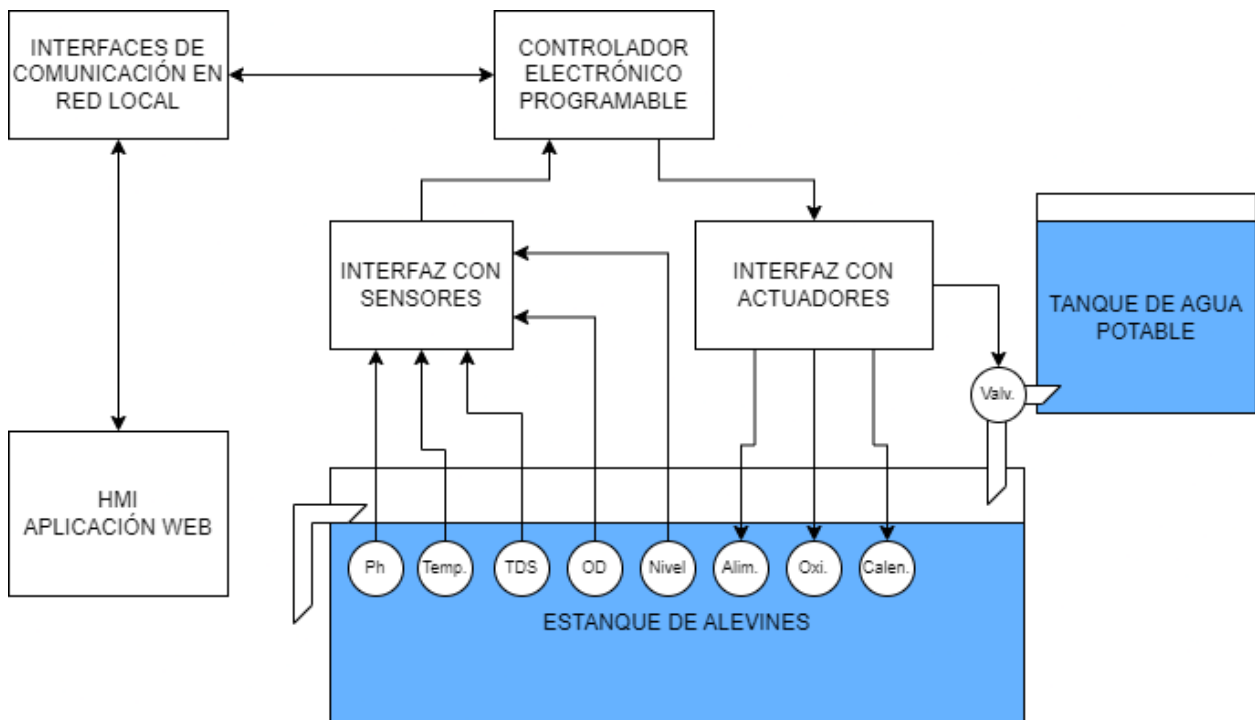 INTERFACES DE
COMUNICACIÓN EN
RED LOCAL
CONTROLADOR
ELECTRÓNICO
PROGRAMABLE
INTERFAZ CON
SENSORES
INTERFAZ CON
ACTUADORES
TANQUE DE AGUA
POTABLE
Valv.
HMI
APLICACIÓN WEB
Ph
Temp.
TDS
OD
Nivel
Alim.
Oxi.
Calen.
ESTANQUE DE ALEVINES